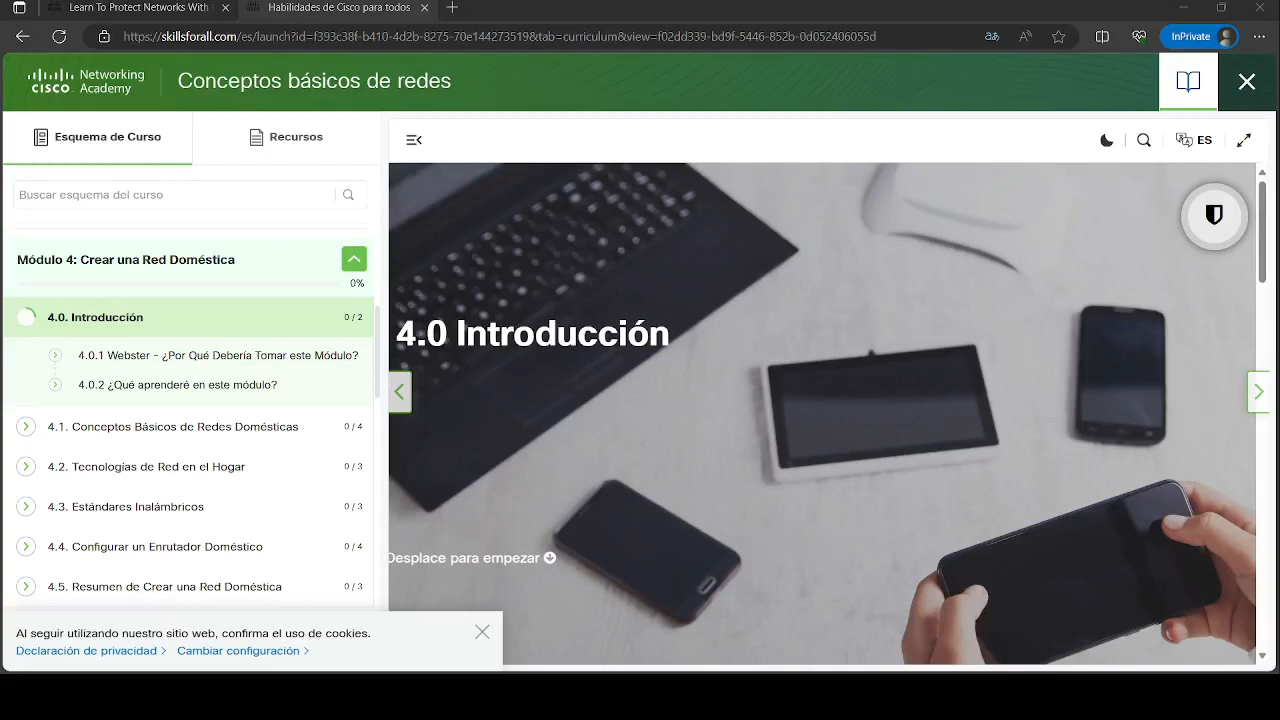 Learn To Protect Networks With
Habilidades de Cisco para todos
https://skillsforall.com/es/launch?id=f393c38f-b410-4d2b-8275-70e144273519&tab=curriculum&view=f02dd339-bd9f-5446-852b-0d052406055d
InPrivate
CISCO Networking Academy
Conceptos básicos de redes
Esquema de Curso
Recursos
ES
Buscar esquema del curso
Módulo 4: Crear una Red Doméstica
0%
4.0. Introducción 0 / 2
4.0.1 Webster - ¿Por Qué Debería Tomar este Módulo?
4.0.2 ¿Qué aprenderé en este módulo?
4.1. Conceptos Básicos de Redes Domésticas 0 / 4
4.2. Tecnologías de Red en el Hogar 0 / 3
4.3. Estándares Inalámbricos 0 / 3
4.4. Configurar un Enrutador Doméstico 0 / 4
4.5. Resumen de Crear una Red Doméstica 0 / 3
4.0 Introducción
Desplace para empezar
Al seguir utilizando nuestro sitio web, confirma el uso de cookies.
Declaración de privacidad > Cambiar configuración >